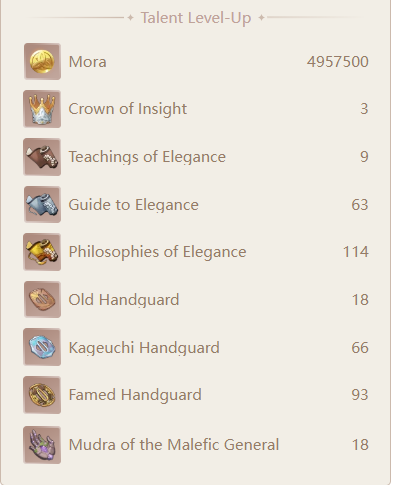 Talent Level-Up
Mora 4957500
Crown of Insight 3
Teachings of Elegance 9
Guide to Elegance 63
Philosophies of Elegance 114
Old Handguard 18
Kageuchi Handguard 66
Famed Handguard 93
Mudra of the Malefic General 18